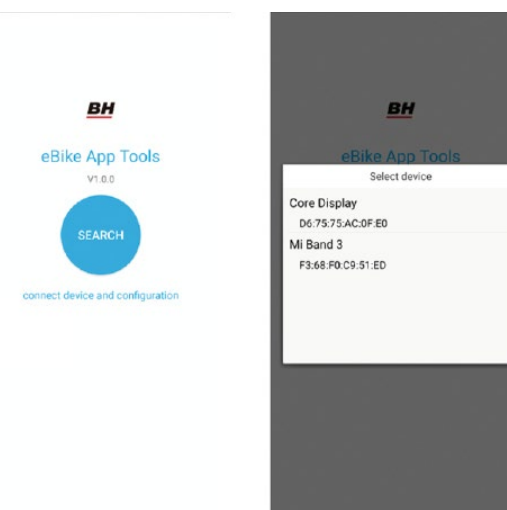 BH
eBike App Tools
V1.0.0
SEARCH
connect device and configuration
BH
eBike App Tools
Select device
Core Display
D6:75:75:AC:0F:E0
Mi Band 3
F3:68:F0:C9:51:ED